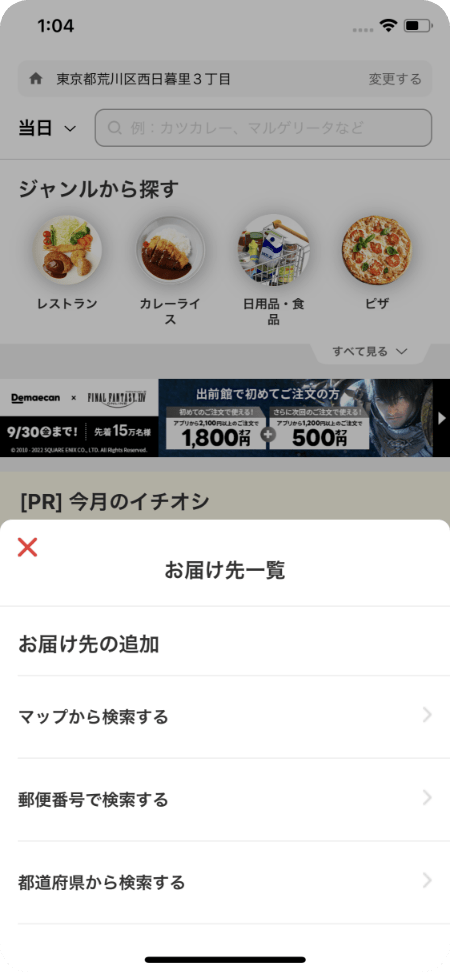 1:04
東京都荒川区西日暮里３丁目
変更する
当日
例：カツカレー、マルゲリータなど
ジャンルから探す
レストラン
カレーライ
ス
日用品・食
品
ピザ
すべて見る
Demaecan × FINAL FANTASY XIV
9/30金まで!
先着15万名様
© 2010 - 2022 SQUARE ENIX CO., LTD. All Rights Reserved.
出前館で初めてご注文の方
初めてのご注文で使える!
アプリから2,100円以上のご注文で
1,800円オフ
さらに次回のご注文で使える!
アプリから1,200円以上のご注文で
500円オフ
[PR] 今月のイチオシ
お届け先一覧
お届け先の追加
マップから検索する
郵便番号で検索する
都道府県から検索する